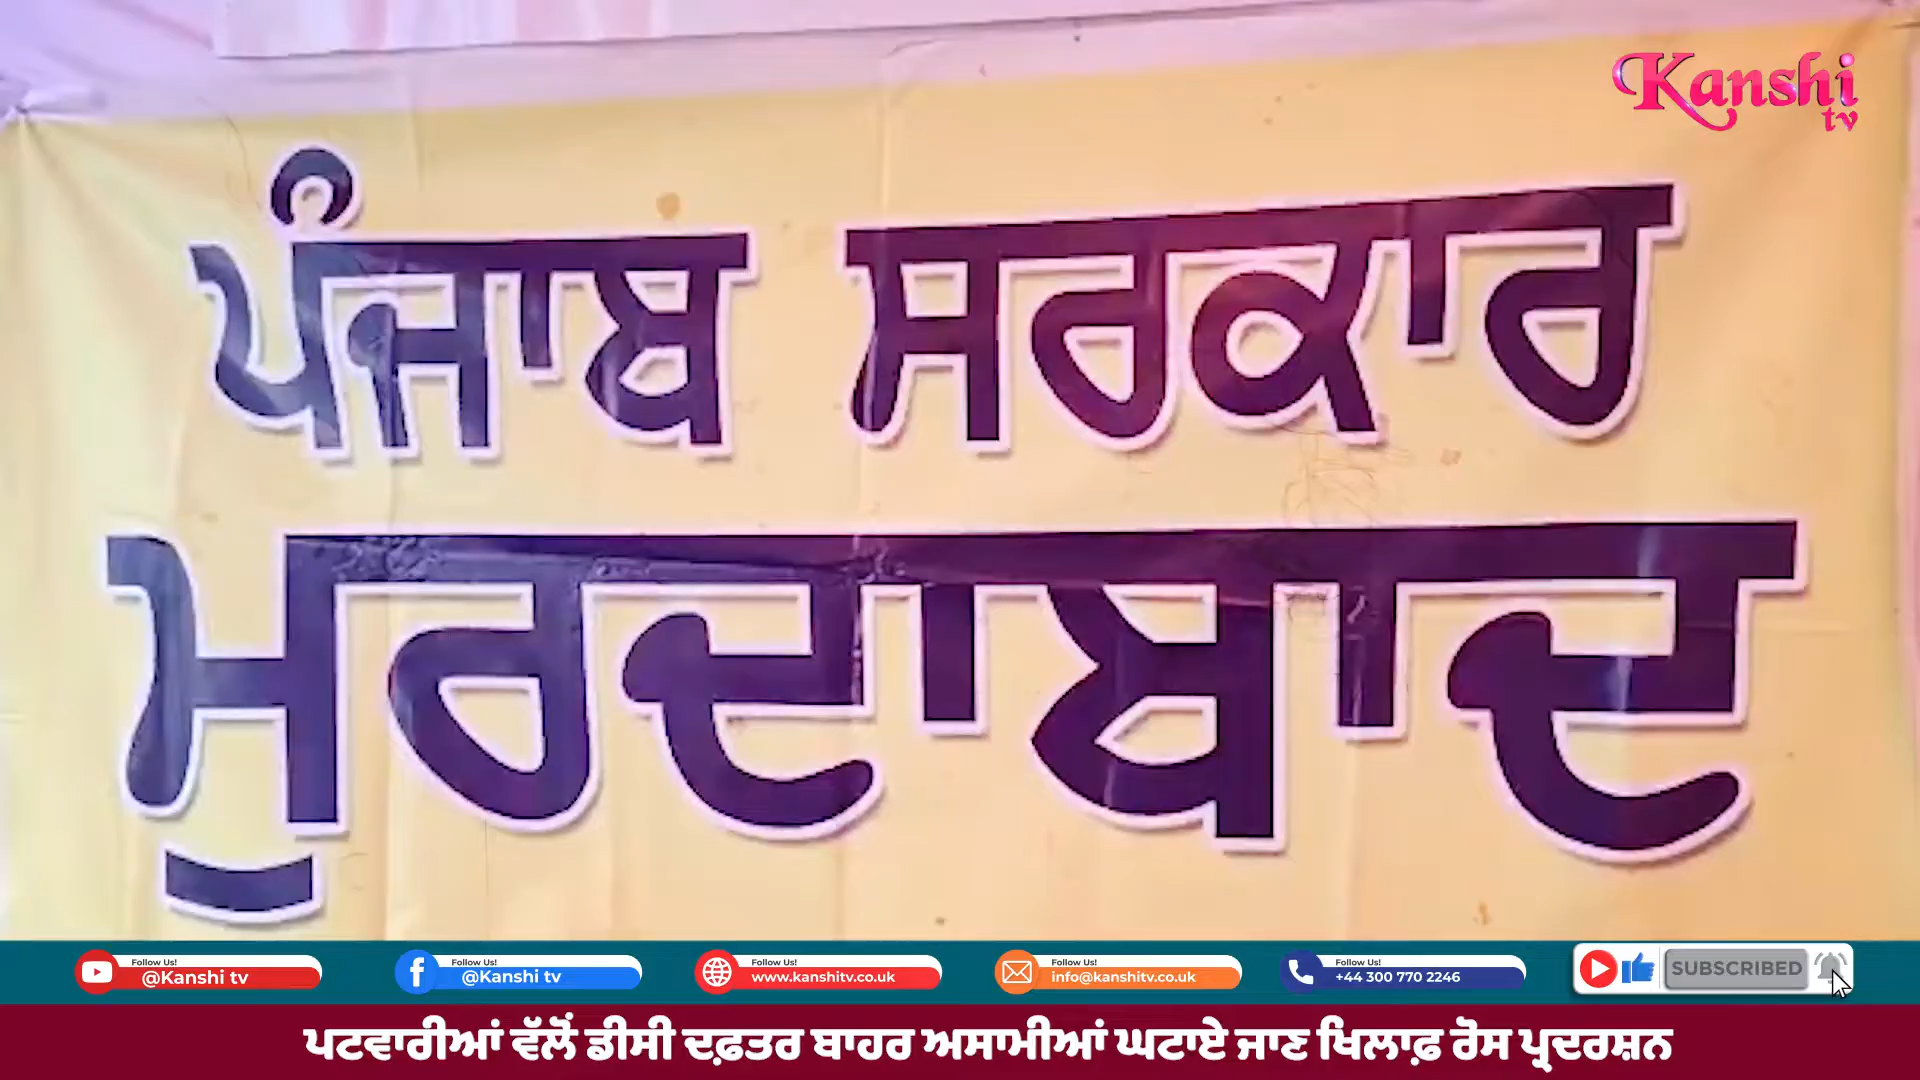 Kanshi
tv
ਪੰਜਾਬ ਸਰਕਾਰ
ਮੁਰਦਾਬਾਦ
Follow Us!
@Kanshi tv
Follow Us!
@Kanshi tv
Follow Us!
www.kanshitv.co.uk
Follow Us!
info@kanshitv.co.uk
Follow Us!
+44 300 770 2246
SUBSCRIBED
ਪਟਵਾਰੀਆਂ ਵੱਲੋਂ ਡੀਸੀ ਦਫ਼ਤਰ ਬਾਹਰ ਅਸਾਮੀਆਂ ਘਟਾਏ ਜਾਣ ਖਿਲਾਫ਼ ਰੋਸ ਪ੍ਰਦਰਸ਼ਨ